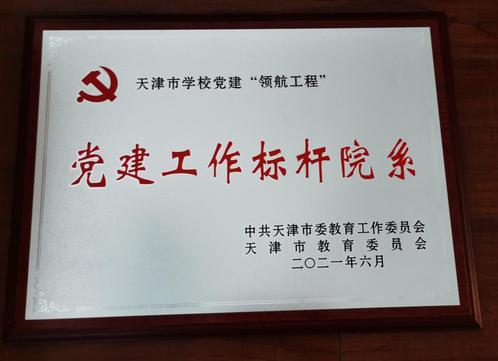 天津市学校党建“领航工程”
党建工作标杆院系
中共天津市委教育工作委员会
天津市教育委员会
二〇二一年六月